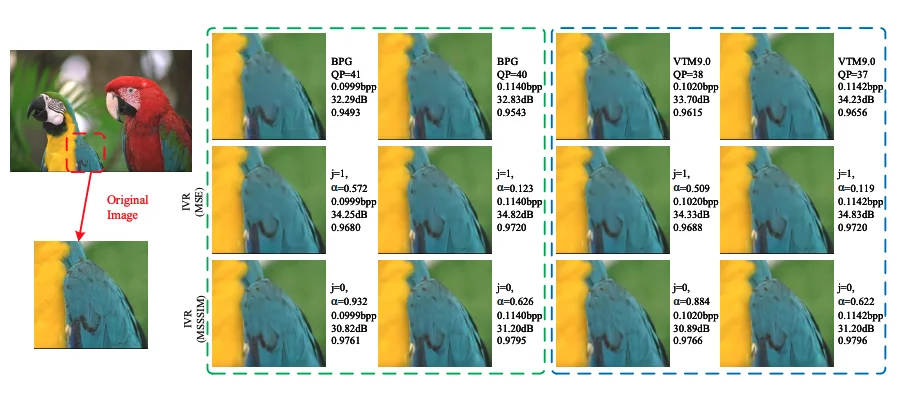 BPG
QP=41
0.0999bpp
32.29dB
0.9493
BPG
QP=40
0.1140bpp
32.83dB
0.9543
VTM9.0
QP=38
0.1020bpp
33.70dB
0.9615
VTM9.0
QP=37
0.1142bpp
34.23dB
0.9656
Original
Image
IVR
(MSE)
j=1,
α=0.572
0.0999bpp
34.25dB
0.9680
j=1,
α=0.123
0.1140bpp
34.82dB
0.9720
j=1,
α=0.509
0.1020bpp
34.33dB
0.9688
j=1,
α=0.119
0.1142bpp
34.83dB
0.9720
IVR
(MSSSIM)
j=0,
α=0.932
0.0999bpp
30.82dB
0.9761
j=0,
α=0.626
0.1140bpp
31.20dB
0.9795
j=0,
α=0.884
0.1020bpp
30.89dB
0.9766
j=0,
α=0.622
0.1142bpp
31.20dB
0.9796